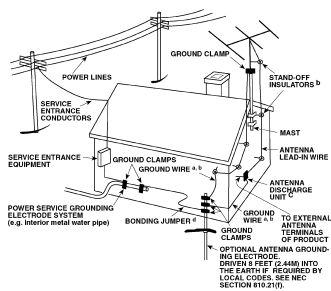 GROUND CLAMP
POWER LINES
STAND-OFF
INSULATORS b
SERVICE
ENTRANCE
CONDUCTORS
MAST
ANTENNA
LEAD-IN WIRE
SERVICE ENTRANCE
EQUIPMENT
GROUND CLAMPS
GROUND WIRE a, b
ANTENNA
DISCHARGE
UNIT C
POWER SERVICE GROUNDING
ELECTRODE SYSTEM
(e.g. interior metal water pipe)
BONDING JUMPER d
GROUND
WIRE a, b
TO EXTERNAL
ANTENNA
TERMINALS
OF PRODUCT
GROUND
CLAMPS
OPTIONAL ANTENNA GROUND-
ING ELECTRODE.
DRIVEN 8 FEET (2.44M) INTO
THE EARTH IF REQUIRED BY
LOCAL CODES. SEE NEC
SECTION 810.21(f).